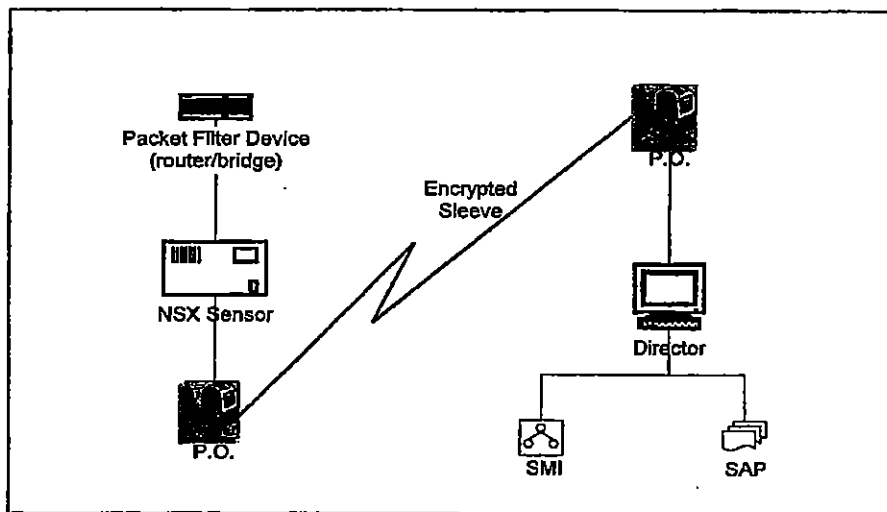 Packet Filter Device
(router/bridge)
NSX Sensor
P.O.
Encrypted
Sleeve
P.O.
Director
SMI
SAP